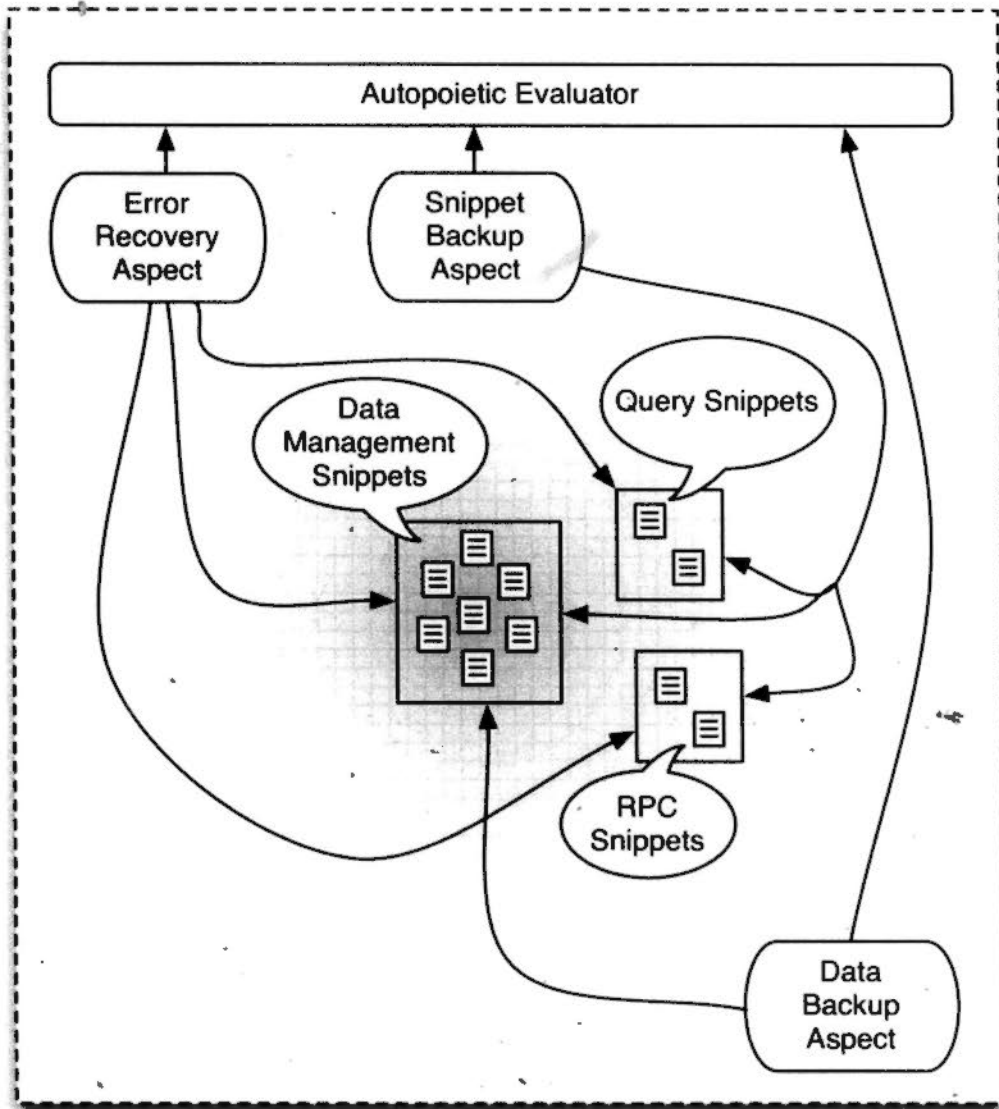 Autopoietic Evaluator
Error
Recovery
Aspect
Snippet
Backup
Aspect
Query Snippets
Data
Management
Snippets
RPC
Snippets
Data
Backup
Aspect